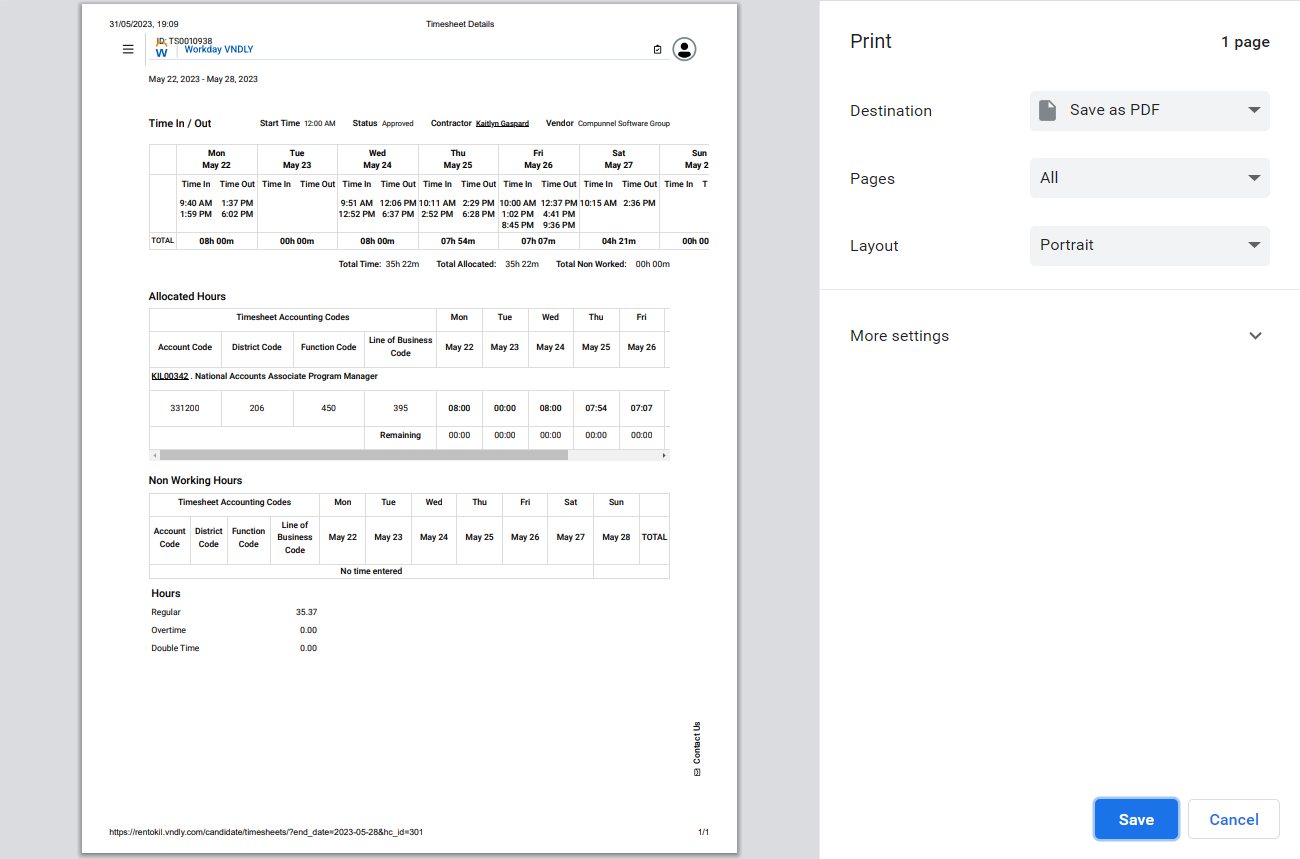 31/05/2023, 19:09 Timesheet Details
ID: TS0010938
W Workday VNDLY
May 22, 2023 - May 28, 2023
Time In / Out Start Time 12:00 AM Status Approved Contractor Kaitlyn Gaspard Vendor Compunnel Software Group
Mon Tue Wed Thu Fri Sat Sun
May 22 May 23 May 24 May 25 May 26 May 27 May 2
Time In Time Out Time In Time Out Time In Time Out Time In Time Out Time In Time Out Time In Time Out Time In T
9:40 AM 1:37 PM 9:51 AM 12:06 PM 10:11 AM 2:29 PM 10:00 AM 12:37 PM 10:15 AM 2:36 PM
1:59 PM 6:02 PM 12:52 PM 6:37 PM 2:52 PM 6:28 PM 1:02 PM 4:41 PM
8:45 PM 9:36 PM
TOTAL 08h 00m 00h 00m 08h 00m 07h 54m 07h 07m 04h 21m 00h 00
Total Time: 35h 22m Total Allocated: 35h 22m Total Non Worked: 00h 00m
Allocated Hours
Timesheet Accounting Codes Mon Tue Wed Thu Fri
Account Code District Code Function Code Line of Business Code May 22 May 23 May 24 May 25 May 26
KIL00342 . National Accounts Associate Program Manager
331200 206 450 395 08:00 00:00 08:00 07:54 07:07
Remaining 00:00 00:00 00:00 00:00 00:00
Non Working Hours
Timesheet Accounting Codes Mon Tue Wed Thu Fri Sat Sun
Account Code District Code Function Code Line of Business Code May 22 May 23 May 24 May 25 May 26 May 27 May 28 TOTAL
No time entered
Hours
Regular 35.37
Overtime 0.00
Double Time 0.00
Contact Us
https://rentokil.vndly.com/candidate/timesheets/?end_date=2023-05-28&hc_id=301 1/1
Print 1 page
Destination Save as PDF
Pages All
Layout Portrait
More settings
Save Cancel